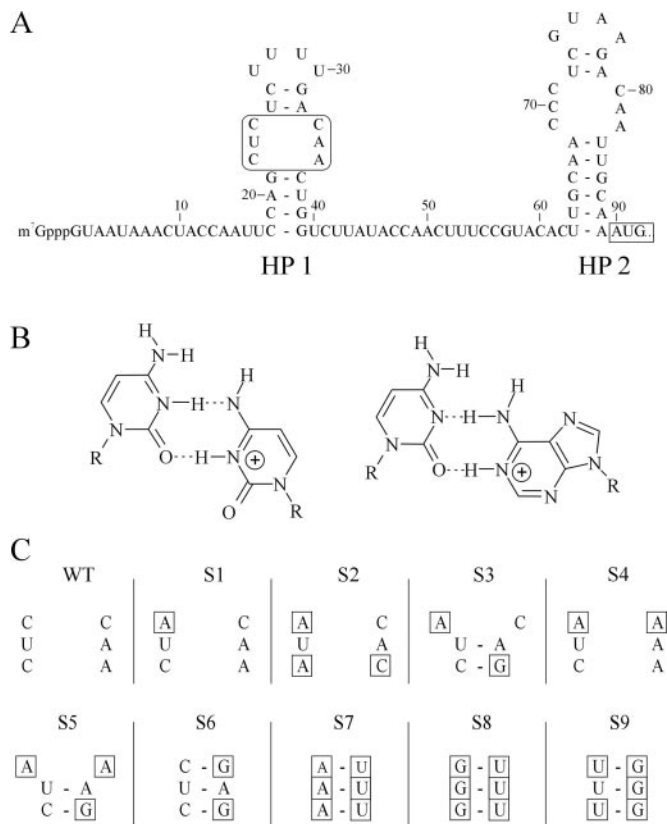 A
U A
G A
U U C - G
U U–30 U - A
C - G C C–80
U - A 70–C A
C C C A
U A A - U
C A A - U
G - C C - G
20–A - U G - C
10 C - G 40 50 60 U - A 90
m⁷GpppGUAAUAAACUACCAAUUC - GUCUUAUACCAACUUUCCGUACACU - AAUG...
HP 1 HP 2
B
H H
N H H N H
N H N N H N N
N N + N H N + N
R O H N O H N N R
O R
C
WT S1 S2 S3 S4
C C A C A C A C A A
U A U A U A U - A U A
C A C A A C C - G C A
S5 S6 S7 S8 S9
A A C - G A - U G - U U - G
U - A U - A A - U G - U U - G
C - G C - G A - U G - U U - G